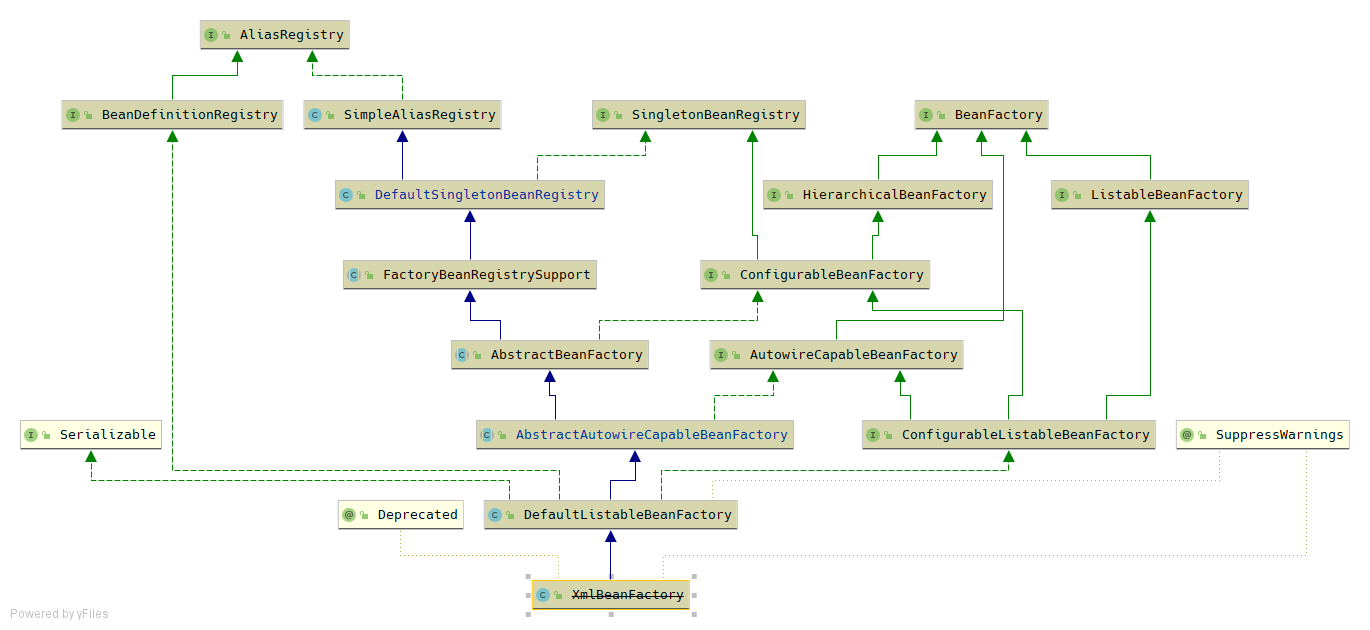 AliasRegistry
BeanDefinitionRegistry
SimpleAliasRegistry
SingletonBeanRegistry
BeanFactory
DefaultSingletonBeanRegistry
HierarchicalBeanFactory
ListableBeanFactory
FactoryBeanRegistrySupport
ConfigurableBeanFactory
AbstractBeanFactory
AutowireCapableBeanFactory
Serializable
AbstractAutowireCapableBeanFactory
ConfigurableListableBeanFactory
SuppressWarnings
Deprecated
DefaultListableBeanFactory
XmlBeanFactory
Powered by yFiles